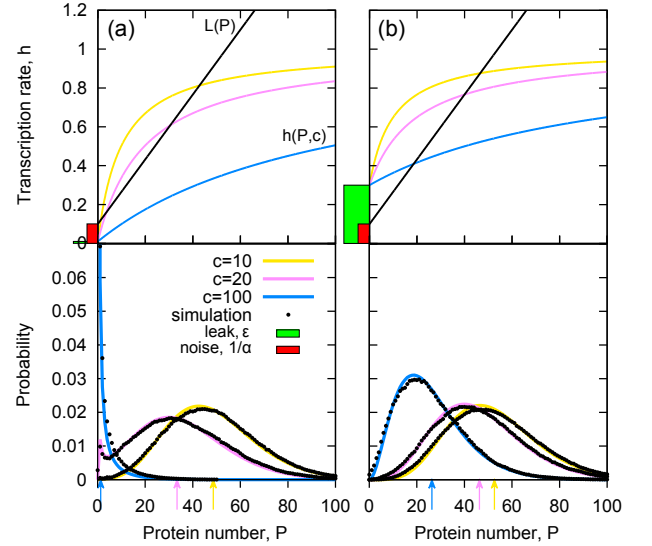 (a)
L(P)
(b)
1.2
1
0.8
0.6
0.4
0.2
0
Transcription rate, h
h(P,c)
0.06
0.05
0.04
0.03
0.02
0.01
0
Probability
c=10
c=20
c=100
simulation
leak, ε
noise, 1/α
0 20 40 60 80 100
0 20 40 60 80 100
Protein number, P
Protein number, P